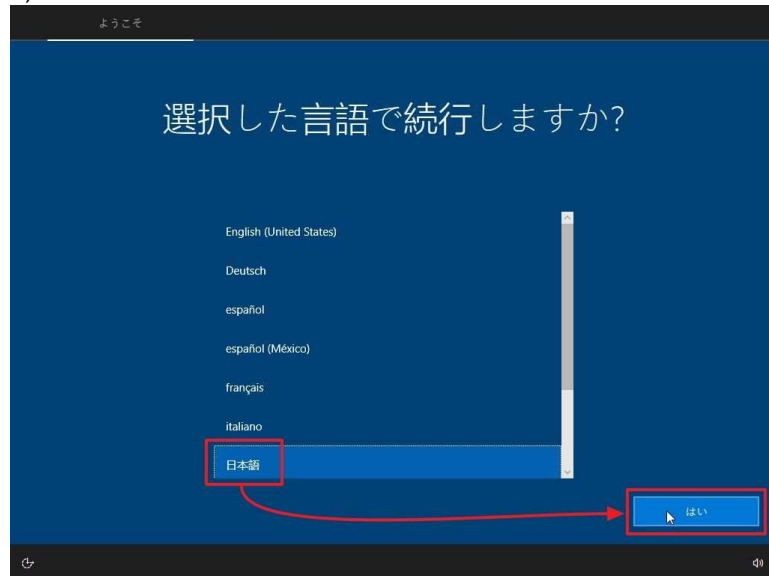 ようこそ
選択した言語で続行しますか?
English (United States)
Deutsch
español
español (México)
français
italiano
日本語
はい